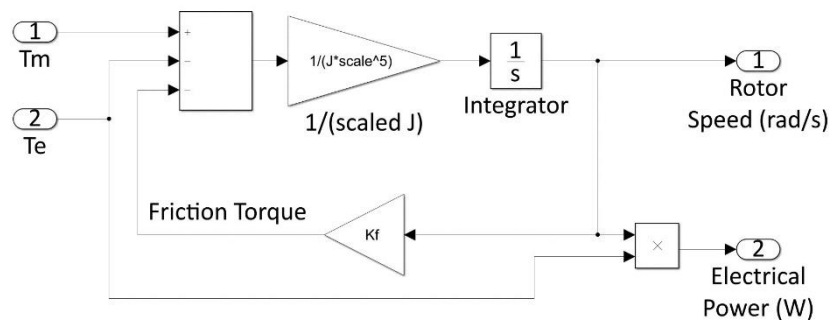 1
Tm
2
Te
+
−
−
1/(J*scale^5)
1/(scaled J)
1
s
Integrator
1
Rotor
Speed (rad/s)
Friction Torque
Kf
×
2
Electrical
Power (W)